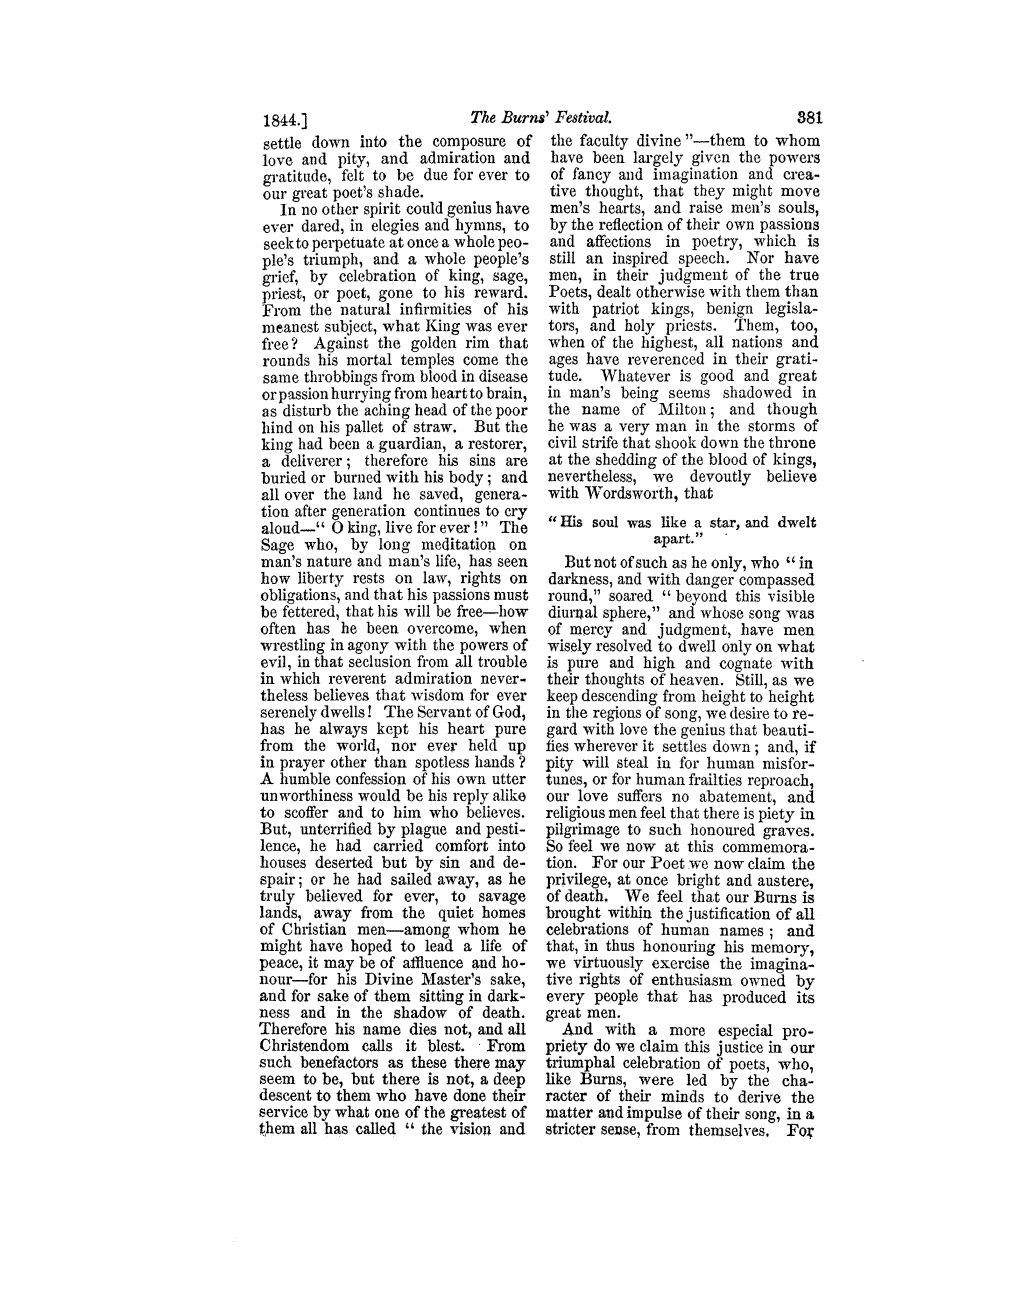 1844.] The Burns' Festival. 381
settle down into the composure of
love and pity, and admiration and
gratitude, felt to be due for ever to
our great poet's shade.
In no other spirit could genius have
ever dared, in elegies and hymns, to
seek to perpetuate at once a whole peo-
ple's triumph, and a whole people's
grief, by celebration of king, sage,
priest, or poet, gone to his reward.
From the natural infirmities of his
meanest subject, what King was ever
free? Against the golden rim that
rounds his mortal temples come the
same throbbings from blood in disease
or passion hurrying from heart to brain,
as disturb the aching head of the poor
hind on his pallet of straw. But the
king had been a guardian, a restorer,
a deliverer; therefore his sins are
buried or burned with his body; and
all over the land he saved, genera-
tion after generation continues to cry
aloud—" O king, live for ever!" The
Sage who, by long meditation on
man's nature and man's life, has seen
how liberty rests on law, rights on
obligations, and that his passions must
be fettered, that his will be free—how
often has he been overcome, when
wrestling in agony with the powers of
evil, in that seclusion from all trouble
in which reverent admiration never-
theless believes that wisdom for ever
serenely dwells! The Servant of God,
has he always kept his heart pure
from the world, nor ever held up
in prayer other than spotless hands?
A humble confession of his own utter
unworthiness would be his reply alike
to scoffer and to him who believes.
But, unterrified by plague and pesti-
lence, he had carried comfort into
houses deserted but by sin and de-
spair; or he had sailed away, as he
truly believed for ever, to savage
lands, away from the quiet homes
of Christian men—among whom he
might have hoped to lead a life of
peace, it may be of affluence and ho-
nour—for his Divine Master's sake,
and for sake of them sitting in dark-
ness and in the shadow of death.
Therefore his name dies not, and all
Christendom calls it blest. From
such benefactors as these there may
seem to be, but there is not, a deep
descent to them who have done their
service by what one of the greatest of
them all has called " the vision and
the faculty divine"—them to whom
have been largely given the powers
of fancy and imagination and crea-
tive thought, that they might move
men's hearts, and raise men's souls,
by the reflection of their own passions
and affections in poetry, which is
still an inspired speech. Nor have
men, in their judgment of the true
Poets, dealt otherwise with them than
with patriot kings, benign legisla-
tors, and holy priests. Them, too,
when of the highest, all nations and
ages have reverenced in their grati-
tude. Whatever is good and great
in man's being seems shadowed in
the name of Milton; and though
he was a very man in the storms of
civil strife that shook down the throne
at the shedding of the blood of kings,
nevertheless, we devoutly believe
with Wordsworth, that
"His soul was like a star, and dwelt
apart."
But not of such as he only, who " in
darkness, and with danger compassed
round," soared " beyond this visible
diurnal sphere," and whose song was
of mercy and judgment, have men
wisely resolved to dwell only on what
is pure and high and cognate with
their thoughts of heaven. Still, as we
keep descending from height to height
in the regions of song, we desire to re-
gard with love the genius that beauti-
fies wherever it settles down; and, if
pity will steal in for human misfor-
tunes, or for human frailties reproach,
our love suffers no abatement, and
religious men feel that there is piety in
pilgrimage to such honoured graves.
So feel we now at this commemora-
tion. For our Poet we now claim the
privilege, at once bright and austere,
of death. We feel that our Burns is
brought within the justification of all
celebrations of human names; and
that, in thus honouring his memory,
we virtuously exercise the imagina-
tive rights of enthusiasm owned by
every people that has produced its
great men.
And with a more especial pro-
priety do we claim this justice in our
triumphal celebration of poets, who,
like Burns, were led by the cha-
racter of their minds to derive the
matter and impulse of their song, in a
stricter sense, from themselves. For